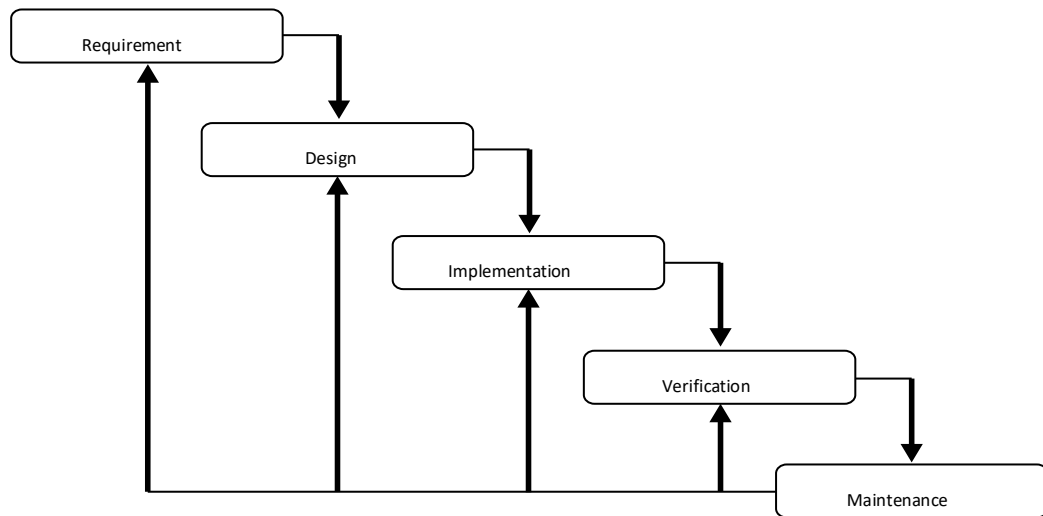 Requirement
Design
Implementation
Verification
Maintenance